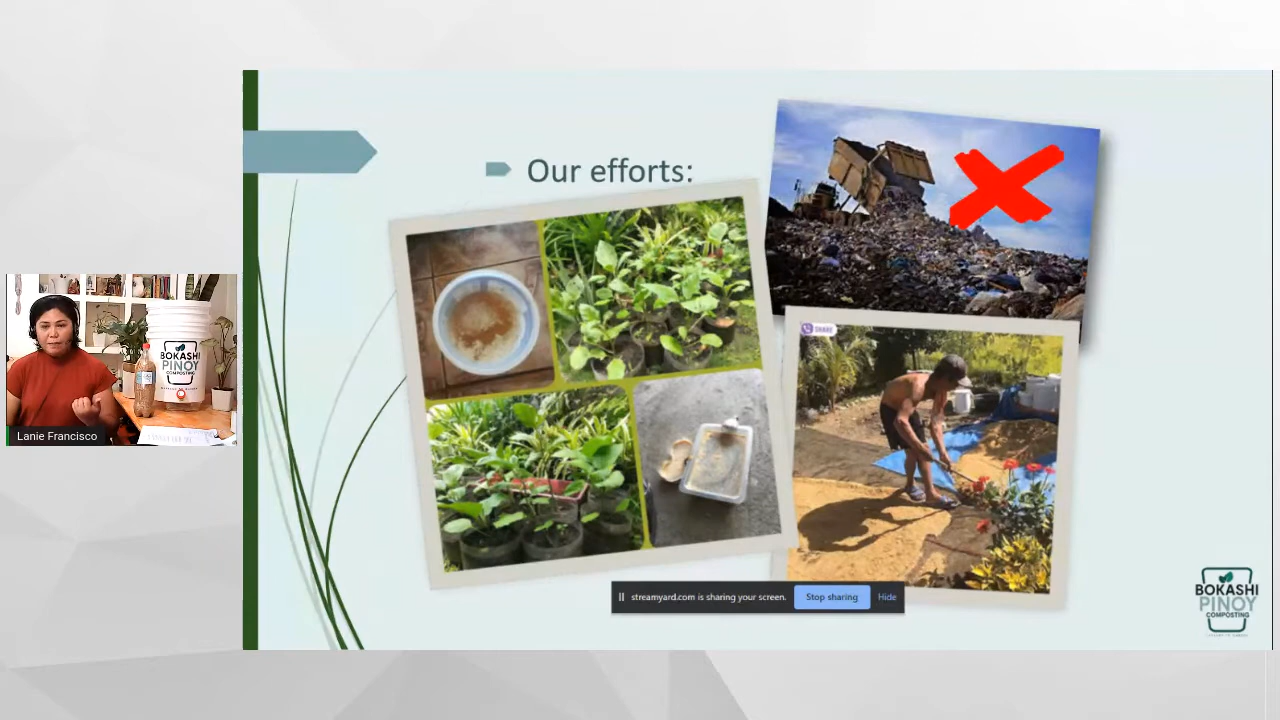 Our efforts:
SHARE
BOKASHI
PINOY
COMPOSTING
Lanie Francisco
streamyard.com is sharing your screen.
Stop sharing
Hide
BOKASHI
PINOY
COMPOSTING